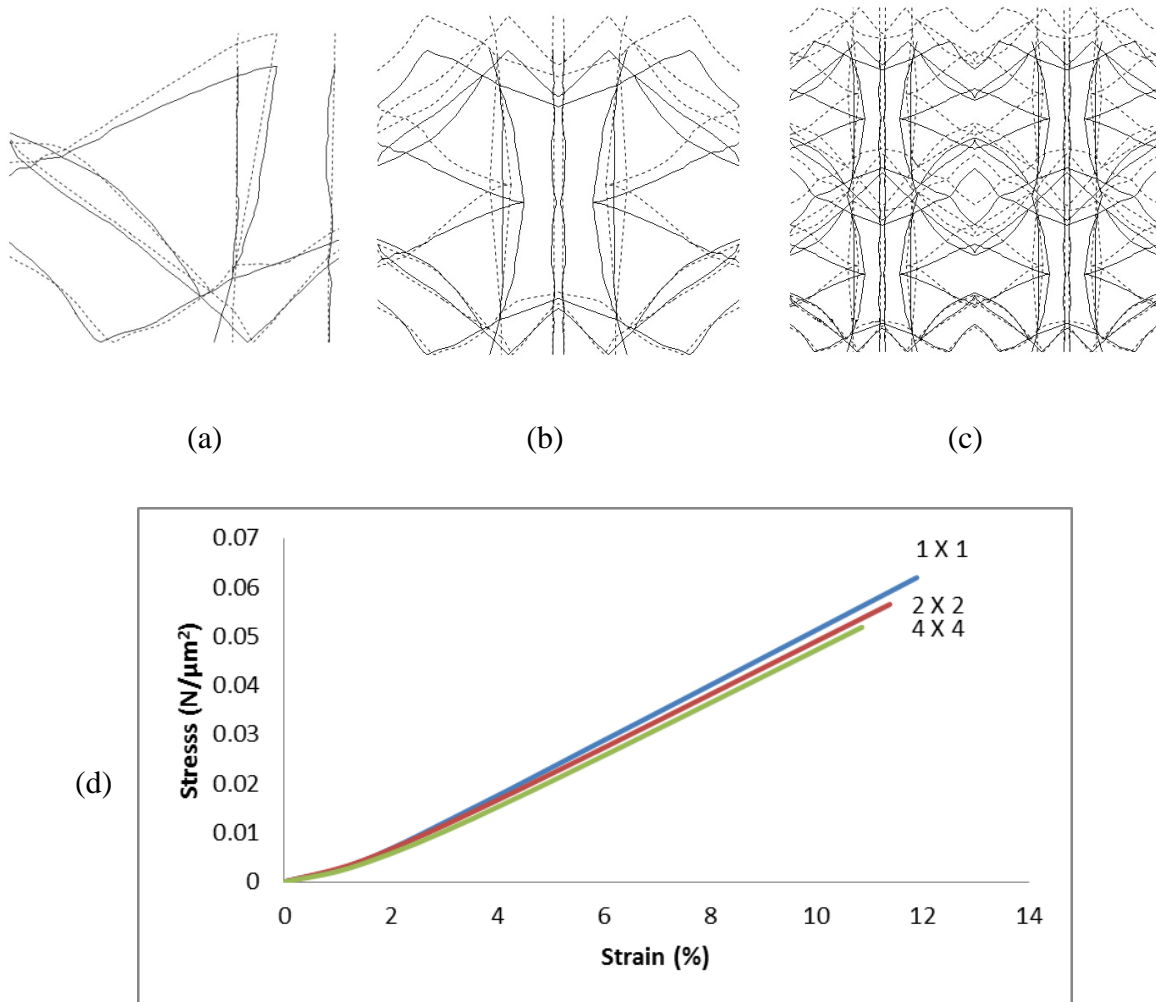 (a) (b) (c)
(d)
Stresss (N/µm²)
0.07
0.06
0.05
0.04
0.03
0.02
0.01
0
1 X 1
2 X 2
4 X 4
0 2 4 6 8 10 12 14
Strain (%)